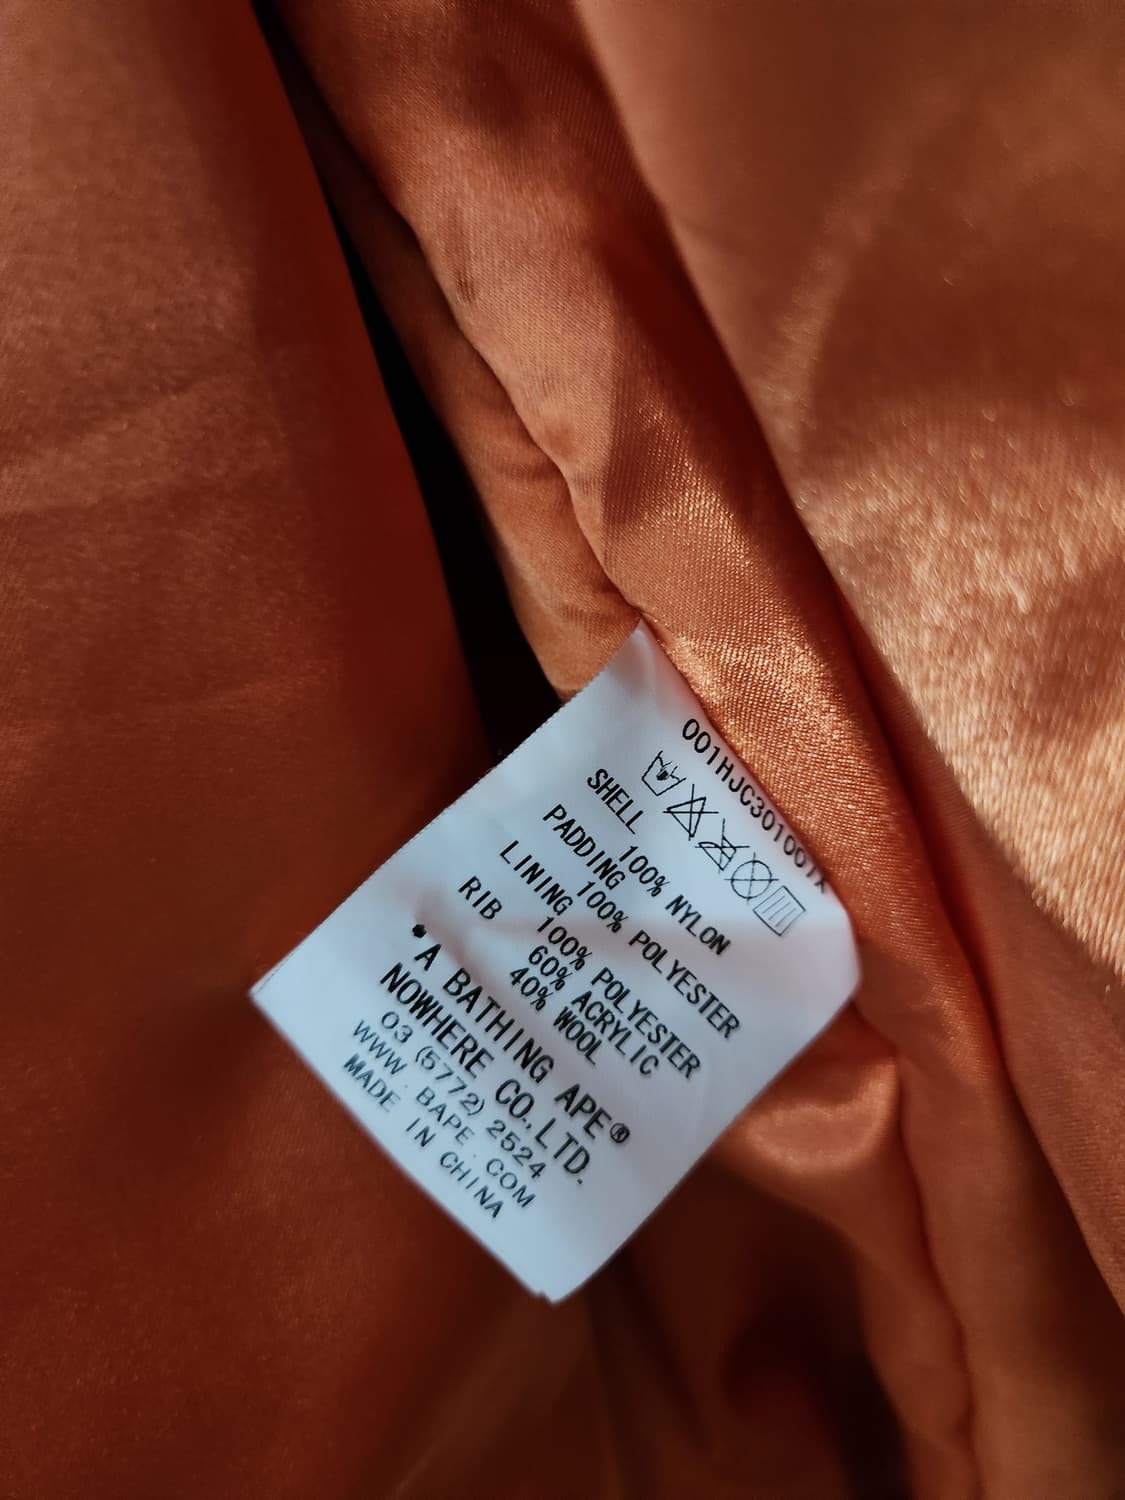 001HJC301001X
SHELL 100% NYLON
PADDING 100% POLYESTER
LINING 100% POLYESTER
RIB 60% ACRYLIC
40% WOOL
*A BATHING APE®
NOWHERE CO.,LTD.
03 (5772) 2524
WWW.BAPE.COM
MADE IN CHINA